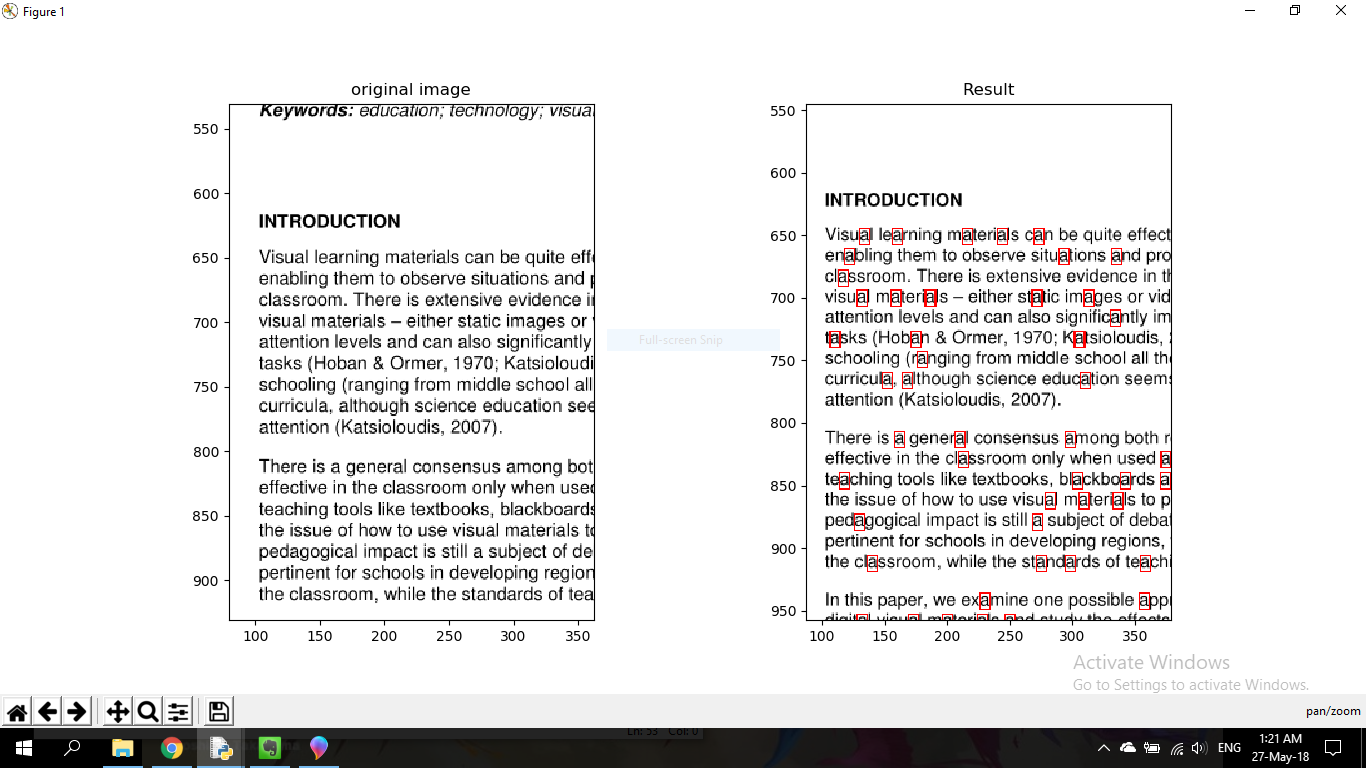 Figure 1
original image
Keywords: education; technology; visual
INTRODUCTION
Visual learning materials can be quite effe
enabling them to observe situations and p
classroom. There is extensive evidence in
visual materials – either static images or v
attention levels and can also significantly
tasks (Hoban & Ormer, 1970; Katsioloudi
schooling (ranging from middle school all
curricula, although science education see
attention (Katsioloudis, 2007).
There is a general consensus among bot
effective in the classroom only when used
teaching tools like textbooks, blackboards
the issue of how to use visual materials to
pedagogical impact is still a subject of de
pertinent for schools in developing region
the classroom, while the standards of tea
550
600
650
700
750
800
850
900
100 150 200 250 300 350
Full-screen Snip
Result
INTRODUCTION
Visual learning materials can be quite effect
enabling them to observe situations and pro
classroom. There is extensive evidence in th
visual materials – either static images or vid
attention levels and can also significantly im
tasks (Hoban & Ormer, 1970; Katsioloudis, 2
schooling (ranging from middle school all the
curricula, although science education seems
attention (Katsioloudis, 2007).
There is a general consensus among both r
effective in the classroom only when used a
teaching tools like textbooks, blackboards a
the issue of how to use visual materials to p
pedagogical impact is still a subject of debat
pertinent for schools in developing regions,
the classroom, while the standards of teachi
In this paper, we examine one possible appr
digital visual materials and study the effects
550
600
650
700
750
800
850
900
950
100 150 200 250 300 350
Activate Windows
Go to Settings to activate Windows.
pan/zoom
Ln: 53 Col: 0
ENG
1:21 AM
27-May-18